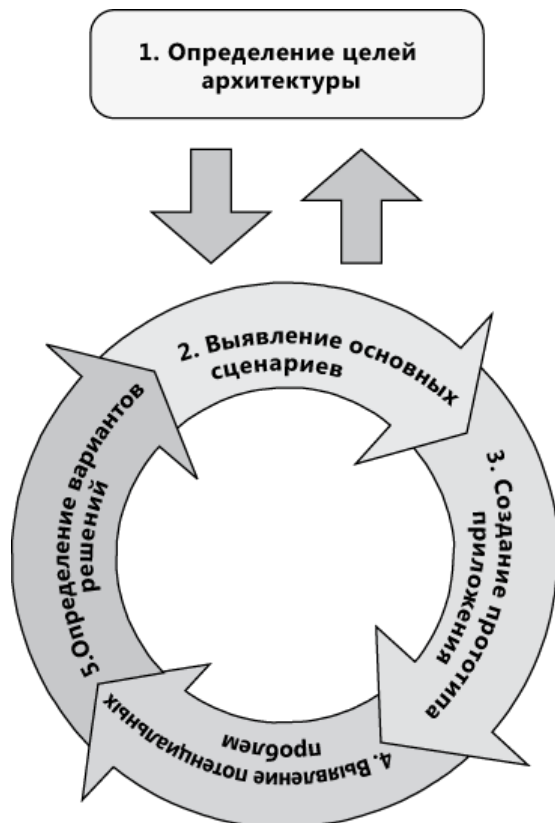 1. Определение целей
архитектуры
2. Выявление основных
сценариев
3. Создание прототипа
приложения
4. Выявление потенциальных
проблем
5.Определение вариантов
решений